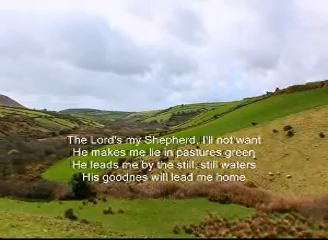 The Lord's my Shepherd, I'll not want
He makes me lie in pastures green
He leads me by the still, still waters
His goodnes will lead me home.